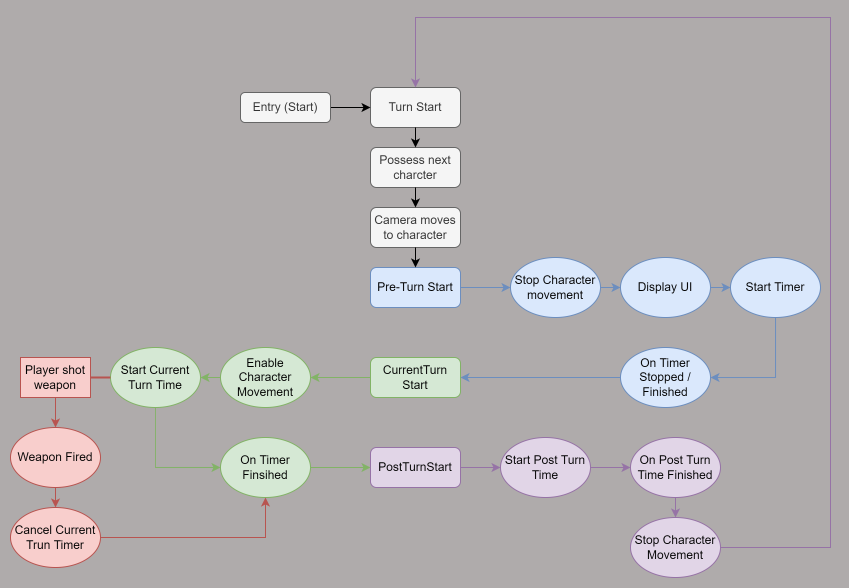 Entry (Start)
Turn Start
Possess next
charcter
Camera moves
to character
Pre-Turn Start
Stop Character
movement
Display UI
Start Timer
Player shot
weapon
Start Current
Turn Time
Enable
Character
Movement
CurrentTurn
Start
On Timer
Stopped /
Finished
Weapon Fired
On Timer
Finsihed
PostTurnStart
Start Post Turn
Time
On Post Turn
Time Finished
Cancel Current
Trun Timer
Stop Character
Movement